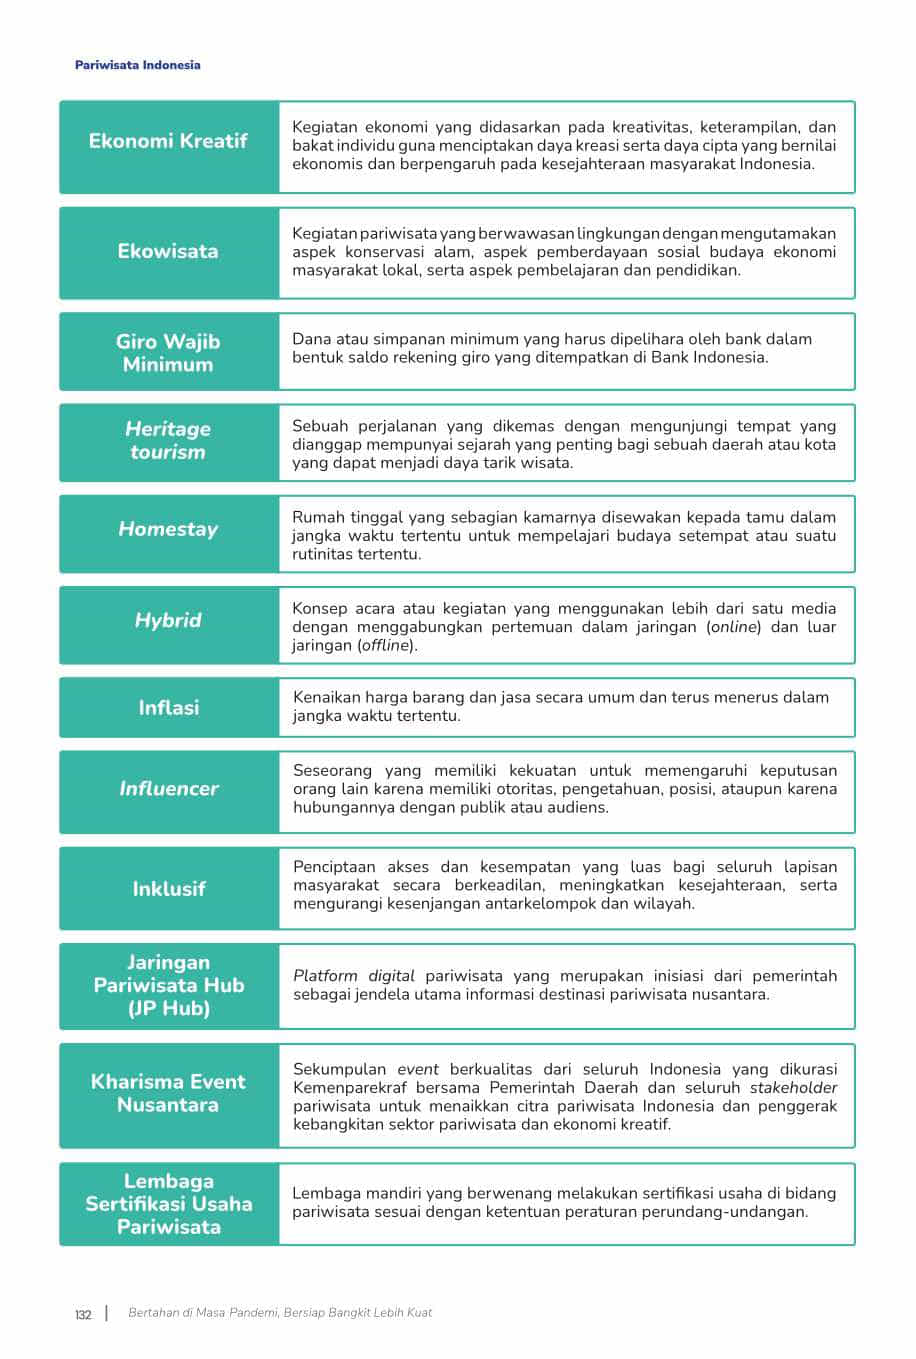 Pariwisata Indonesia
Ekonomi Kreatif
Kegiatan ekonomi yang didasarkan pada kreativitas, keterampilan, dan
bakat individu guna menciptakan daya kreasi serta daya cipta yang bernilai
ekonomis dan berpengaruh pada kesejahteraan masyarakat Indonesia.
Ekowisata
Kegiatan pariwisata yang berwawasan lingkungan dengan mengutamakan
aspek konservasi alam, aspek pemberdayaan sosial budaya ekonomi
masyarakat lokal, serta aspek pembelajaran dan pendidikan.
Giro Wajib
Minimum
Dana atau simpanan minimum yang harus dipelihara oleh bank dalam
bentuk saldo rekening giro yang ditempatkan di Bank Indonesia.
Heritage
tourism
Sebuah perjalanan yang dikemas dengan mengunjungi tempat yang
dianggap mempunyai sejarah yang penting bagi sebuah daerah atau kota
yang dapat menjadi daya tarik wisata.
Homestay
Rumah tinggal yang sebagian kamarnya disewakan kepada tamu dalam
jangka waktu tertentu untuk mempelajari budaya setempat atau suatu
rutinitas tertentu.
Hybrid
Konsep acara atau kegiatan yang menggunakan lebih dari satu media
dengan menggabungkan pertemuan dalam jaringan (online) dan luar
jaringan (offline).
Inflasi
Kenaikan harga barang dan jasa secara umum dan terus menerus dalam
jangka waktu tertentu.
Influencer
Seseorang yang memiliki kekuatan untuk memengaruhi keputusan
orang lain karena memiliki otoritas, pengetahuan, posisi, ataupun karena
hubungannya dengan publik atau audiens.
Inklusif
Penciptaan akses dan kesempatan yang luas bagi seluruh lapisan
masyarakat secara berkeadilan, meningkatkan kesejahteraan, serta
mengurangi kesenjangan antarkelompok dan wilayah.
Jaringan
Pariwisata Hub
(JP Hub)
Platform digital pariwisata yang merupakan inisiasi dari pemerintah
sebagai jendela utama informasi destinasi pariwisata nusantara.
Kharisma Event
Nusantara
Sekumpulan event berkualitas dari seluruh Indonesia yang dikurasi
Kemenparekraf bersama Pemerintah Daerah dan seluruh stakeholder
pariwisata untuk menaikkan citra pariwisata Indonesia dan penggerak
kebangkitan sektor pariwisata dan ekonomi kreatif.
Lembaga
Sertifikasi Usaha
Pariwisata
Lembaga mandiri yang berwenang melakukan sertifikasi usaha di bidang
pariwisata sesuai dengan ketentuan peraturan perundang-undangan.
132 | Bertahan di Masa Pandemi, Bersiap Bangkit Lebih Kuat